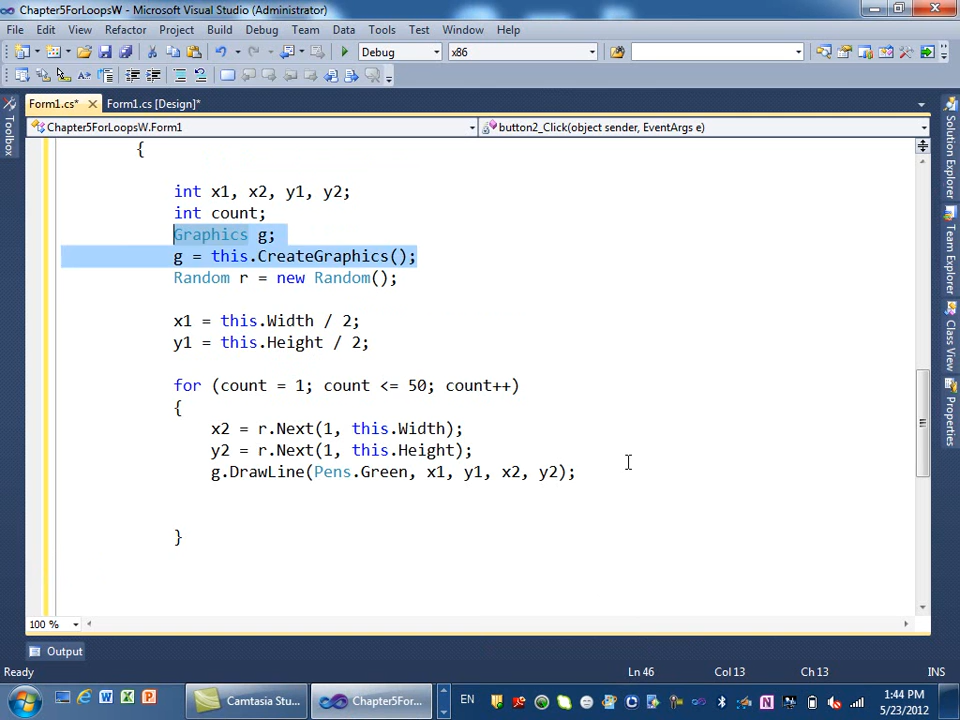 Chapter5ForLoopsW - Microsoft Visual Studio (Administrator)
File Edit View Refactor Project Build Debug Team Data Tools Test Window Help
Debug x86
Form1.cs* Form1.cs [Design]*
ChapterS5ForLoopsW.Form1 button2_Click(object sender, EventArgs e)
{
int x1, x2, y1, y2;
int count;
Graphics g;
g = this.CreateGraphics();
Random r = new Random();
x1 = this.Width / 2;
y1 = this.Height / 2;
for (count = 1; count <= 50; count++)
{
x2 = r.Next(1, this.Width);
y2 = r.Next(1, this.Height);
g.DrawLine(Pens.Green, x1, y1, x2, y2);
}
Toolbox
Solution Explorer
Team Explorer
Class View
Properties
100 %
Output
Ready Ln 46 Col 13 Ch 13 INS
Camtasia Stu... Chapter5For... EN 1:44 PM
5/23/2012